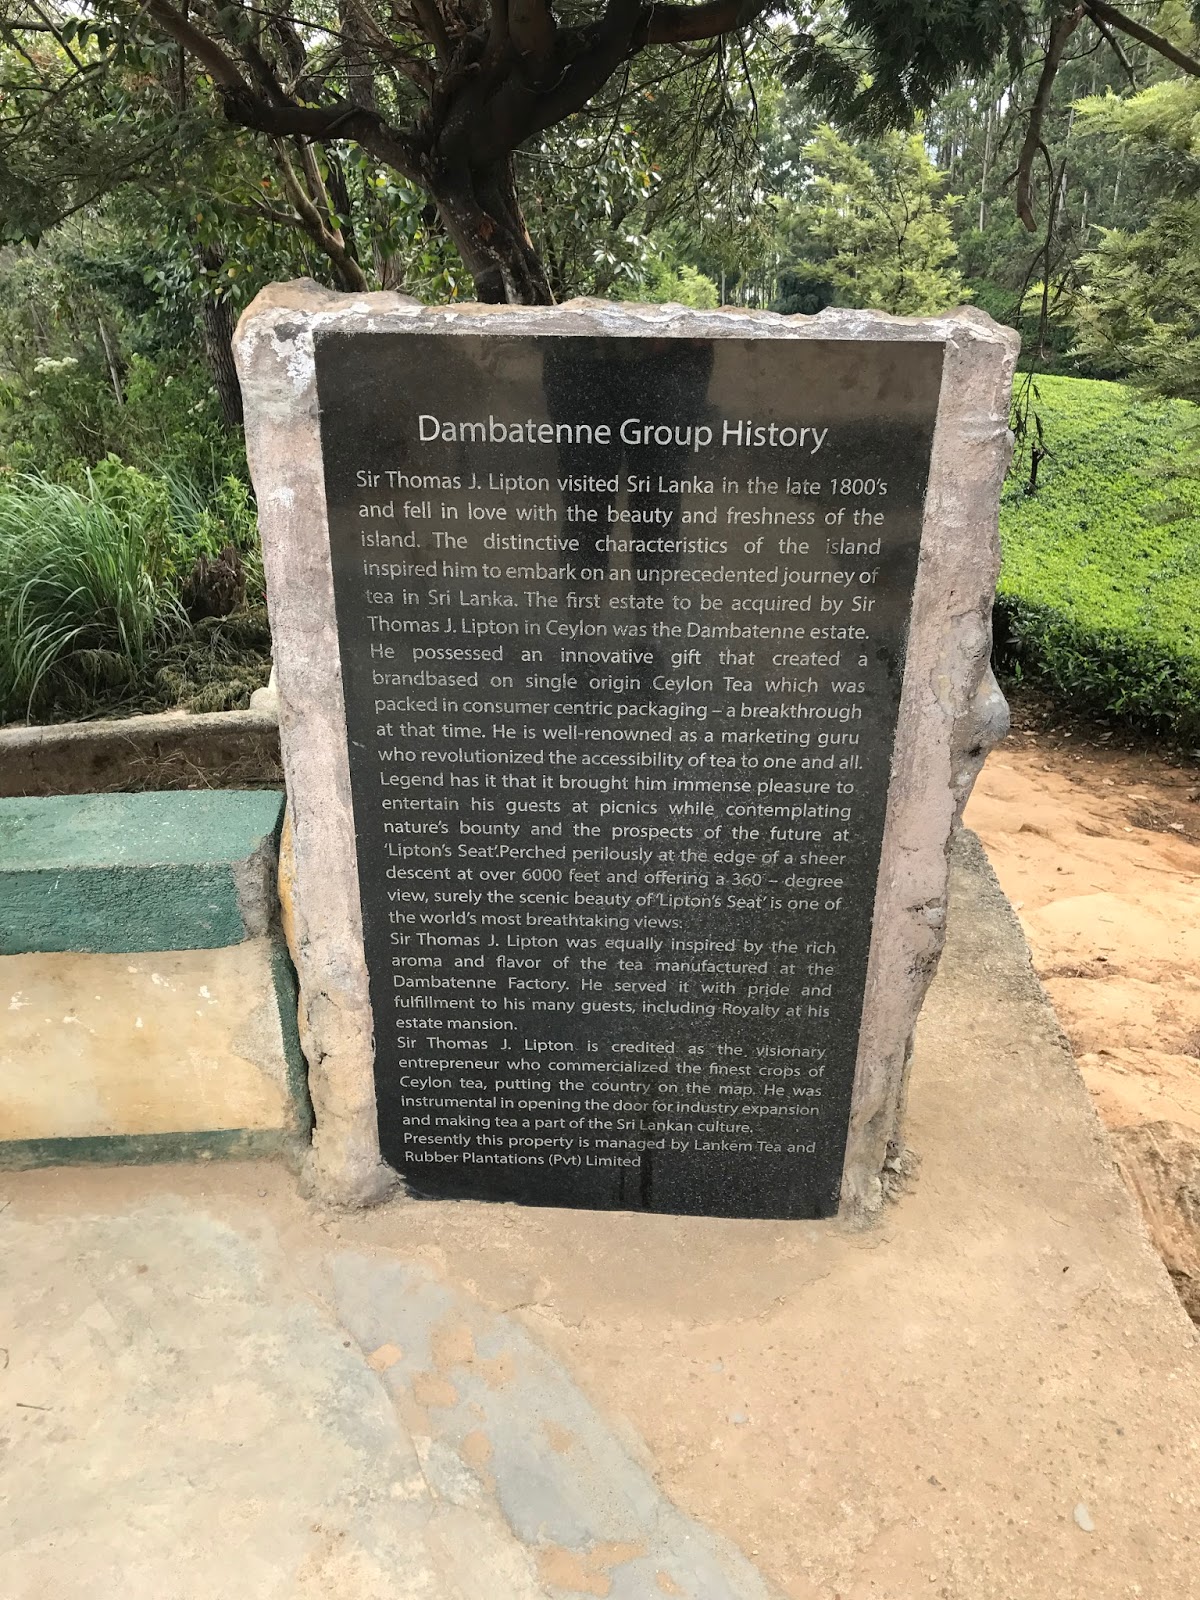 Dambatenne Group History
Sir Thomas J. Lipton visited Sri Lanka in the late 1800's
and fell in love with the beauty and freshness of the
island. The distinctive characteristics of the island
inspired him to embark on an unprecedented journey of
tea in Sri Lanka. The first estate to be acquired by Sir
Thomas J. Lipton in Ceylon was the Dambatenne estate.
He possessed an innovative gift that created a
brandbased on single origin Ceylon Tea which was
packed in consumer centric packaging – a breakthrough
at that time. He is well-renowned as a marketing guru
who revolutionized the accessibility of tea to one and all.
Legend has it that it brought him immense pleasure to
entertain his guests at picnics while contemplating
nature's bounty and the prospects of the future at
'Lipton's Seat'.Perched perilously at the edge of a sheer
descent at over 6000 feet and offering a 360 – degree
view, surely the scenic beauty of 'Lipton's Seat' is one of
the world's most breathtaking views.
Sir Thomas J. Lipton was equally inspired by the rich
aroma and flavor of the tea manufactured at the
Dambatenne Factory. He served it with pride and
fulfillment to his many guests, including Royalty at his
estate mansion.
Sir Thomas J. Lipton is credited as the visionary
entrepreneur who commercialized the finest crops of
Ceylon tea, putting the country on the map. He was
instrumental in opening the door for industry expansion
and making tea a part of the Sri Lankan culture.
Presently this property is managed by Lankem Tea and
Rubber Plantations (Pvt) Limited